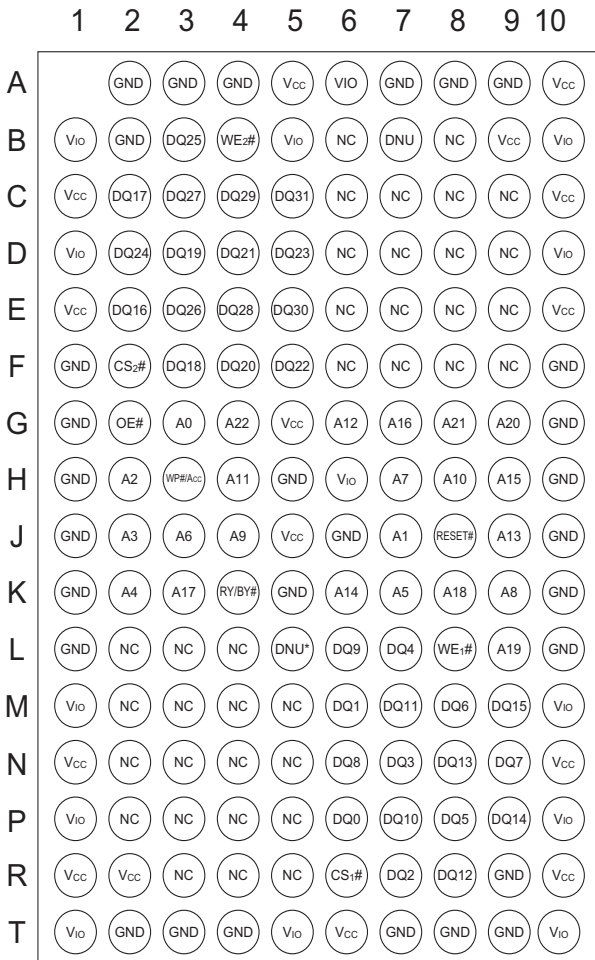 1 2 3 4 5 6 7 8 9 10
A GND GND GND VCC VIO GND GND GND VCC
B VIO GND DQ25 WE2# VIO NC DNU NC VCC VIO
C VCC DQ17 DQ27 DQ29 DQ31 NC NC NC NC VCC
D VIO DQ24 DQ19 DQ21 DQ23 NC NC NC NC VIO
E VCC DQ16 DQ26 DQ28 DQ30 NC NC NC NC VCC
F GND CS2# DQ18 DQ20 DQ22 NC NC NC NC GND
G GND OE# A0 A22 VCC A12 A16 A21 A20 GND
H GND A2 WP#/ACC A11 GND VIO A7 A10 A15 GND
J GND A3 A6 A9 VCC GND A1 RESET# A13 GND
K GND A4 A17 RY/BY# GND A14 A5 A18 A8 GND
L GND NC NC NC DNU* DQ9 DQ4 WE1# A19 GND
M VIO NC NC NC NC DQ1 DQ11 DQ6 DQ15 VIO
N VCC NC NC NC NC DQ8 DQ3 DQ13 DQ7 VCC
P VIO NC NC NC NC DQ0 DQ10 DQ5 DQ14 VIO
R VCC VCC NC NC NC CS1# DQ2 DQ12 GND VCC
T VIO GND GND GND VIO VCC GND GND GND VIO